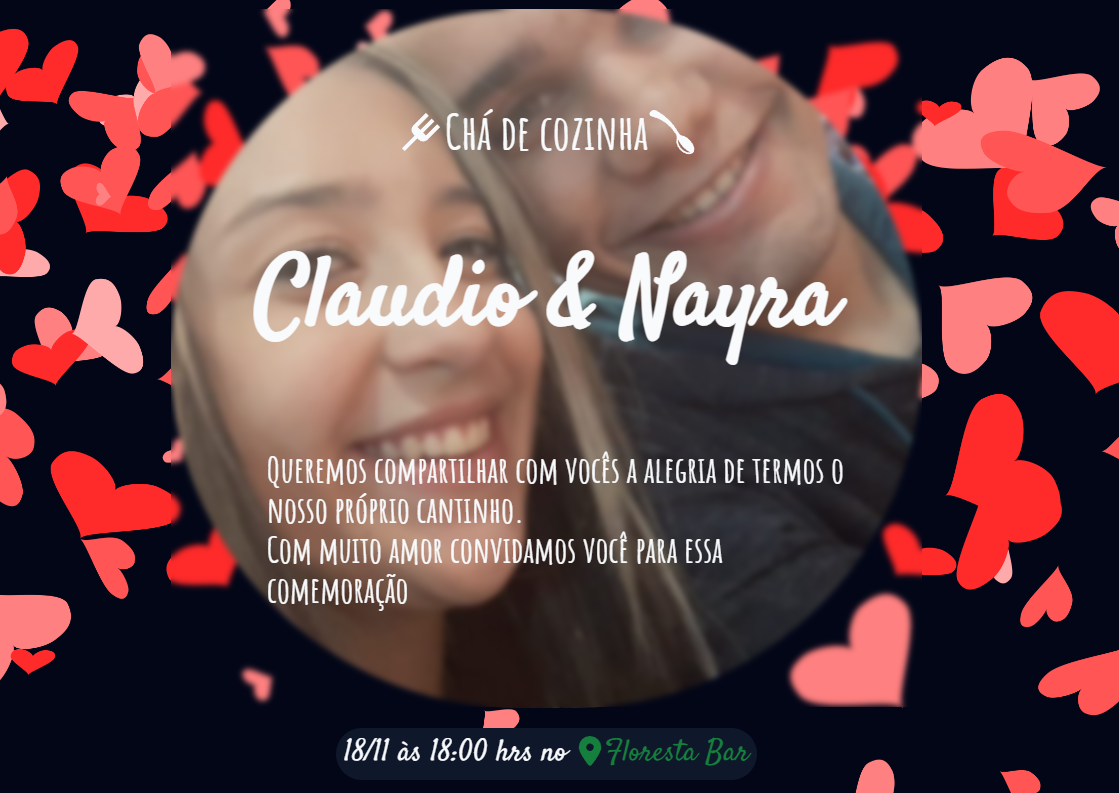 Chá de cozinha
Claudio & Nayra
Queremos compartilhar com vocês a alegria de termos o
nosso próprio cantinho.
Com muito amor convidamos você para essa
comemoração
18/11 às 18:00 hrs no Floresta Bar